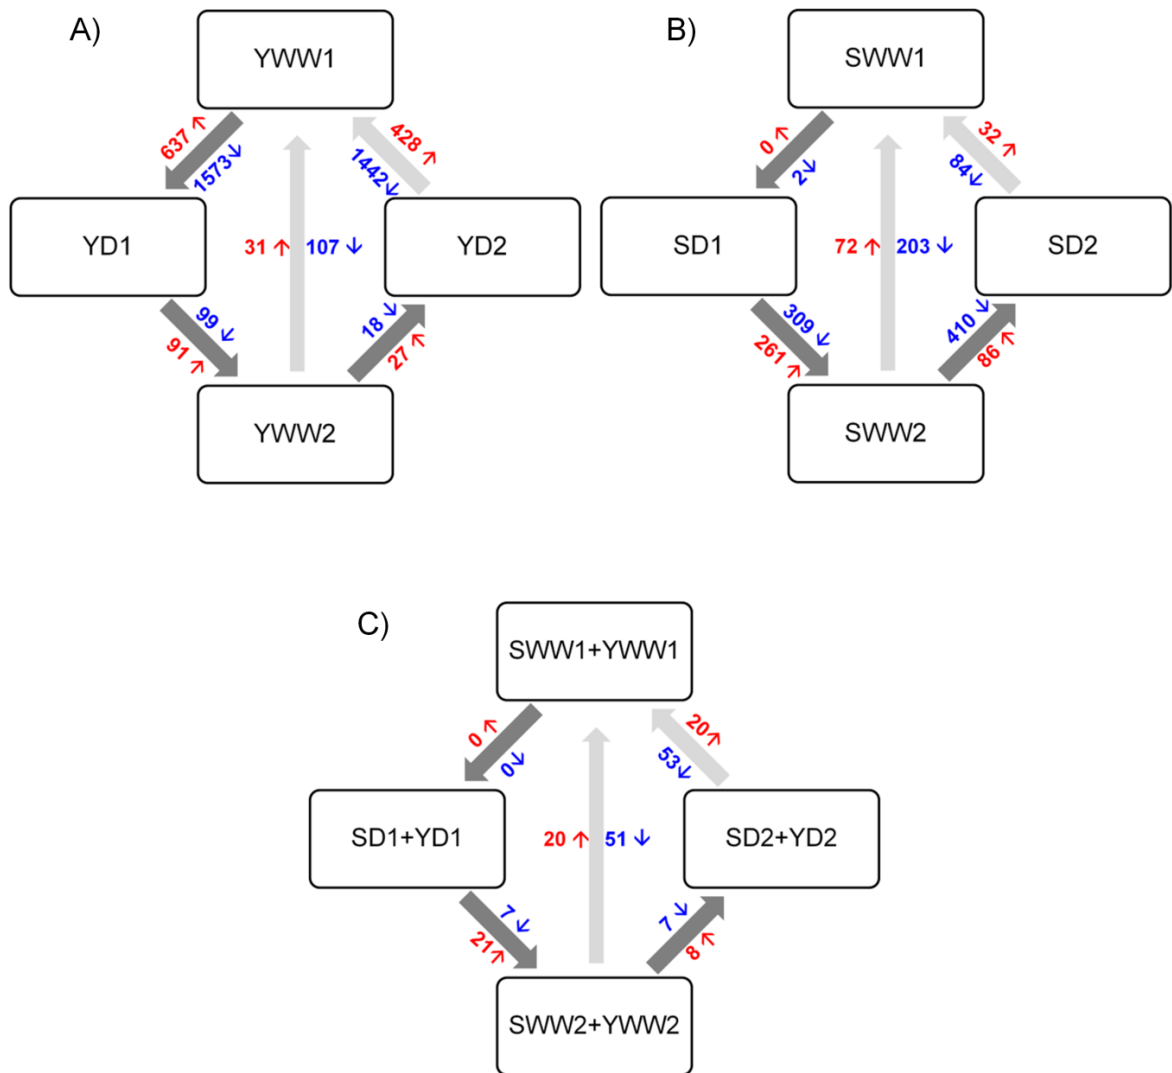 A)
YWW1
637 ↑
1573↓
428 ↑
1442↓
YD1
31 ↑
107 ↓
YD2
99 ↓
91 ↑
18 ↓
27 ↑
YWW2
B)
SWW1
0 ↑
2↓
32 ↑
84↓
SD1
72 ↑
203 ↓
SD2
309 ↓
261 ↑
410 ↓
86 ↑
SWW2
C)
SWW1+YWW1
0 ↑
0↓
20↑
53↓
SD1+YD1
20 ↑
51 ↓
SD2+YD2
7 ↓
21↑
7 ↓
8 ↑
SWW2+YWW2